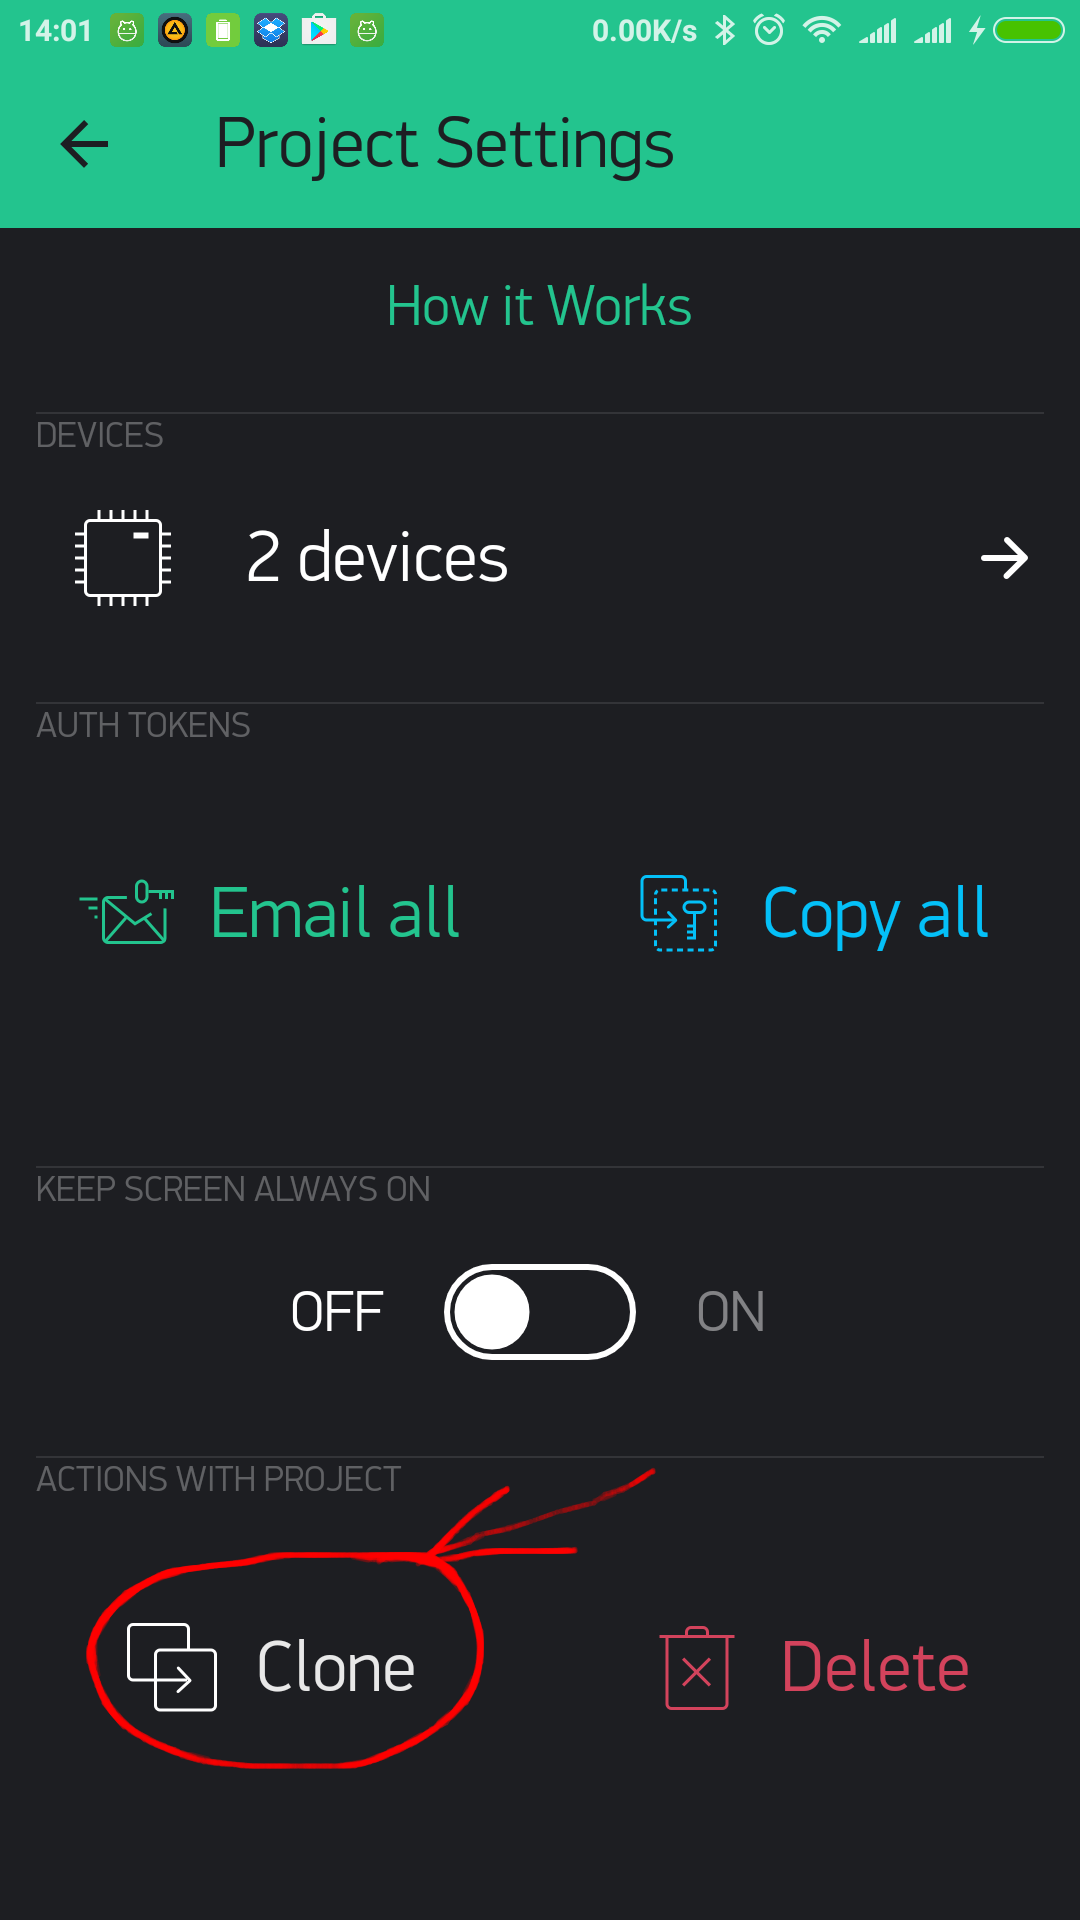 14:01 0.00K/s
Project Settings
How it Works
DEVICES
2 devices
AUTH TOKENS
Email all Copy all
KEEP SCREEN ALWAYS ON
OFF ON
ACTIONS WITH PROJECT
Clone Delete